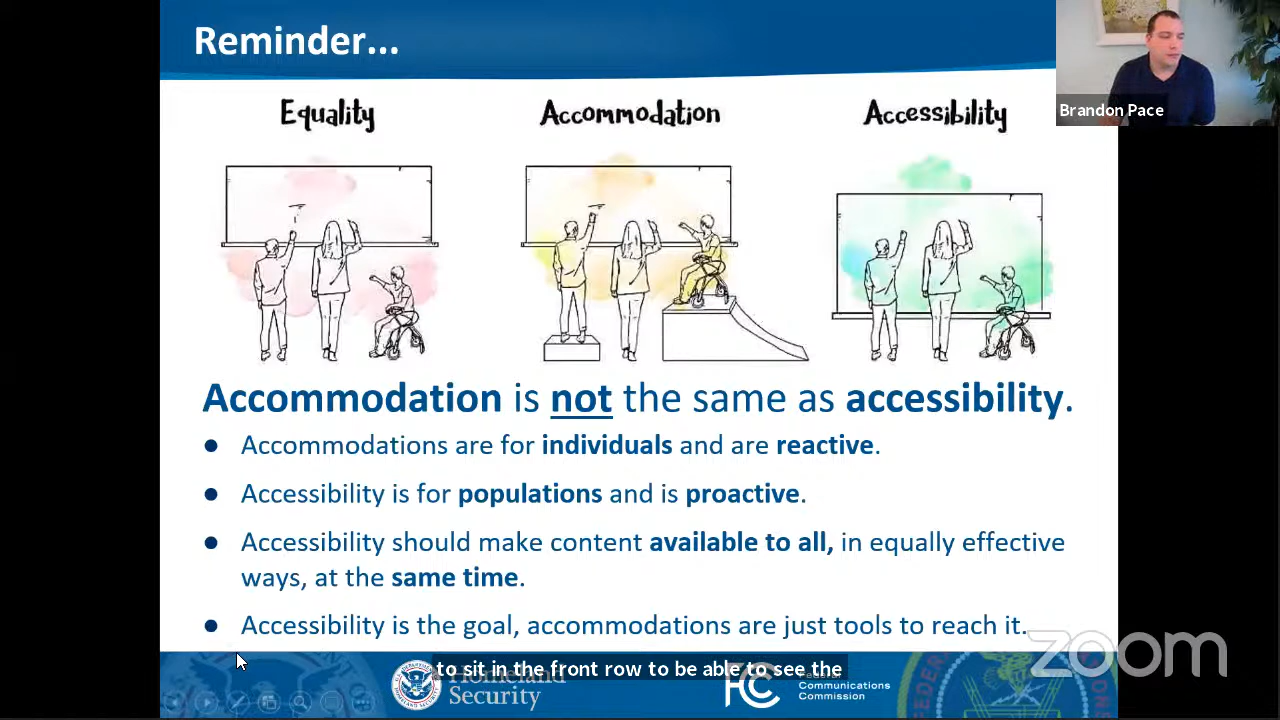 Reminder...
Brandon Pace
Equality
Accommodation
Accessibility
Accommodation is not the same as accessibility.
● Accommodations are for individuals and are reactive.
● Accessibility is for populations and is proactive.
● Accessibility should make content available to all, in equally effective
ways, at the same time.
● Accessibility is the goal, accommodations are just tools to reach it.
zoom
to sit in the front row to be able to see the
Homeland
Security
FCC
Federal
Communications
Commission